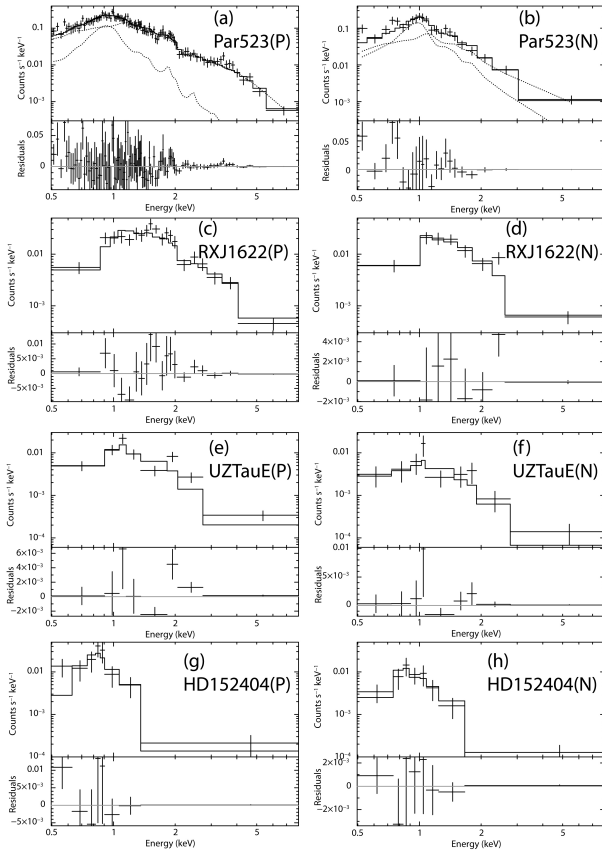 (a)
Par523(P)
Counts s⁻¹ keV⁻¹
0.1
0.01
10⁻³
Residuals
0.05
0
0.5 1 2 5
Energy (keV)
(b)
Par523(N)
Counts s⁻¹ keV⁻¹
0.1
0.01
10⁻³
Residuals
0.05
0
0.5 1 2 5
Energy (keV)
(c)
RXJ1622(P)
Counts s⁻¹ keV⁻¹
0.01
10⁻³
Residuals
0.01
5×10⁻³
0
−5×10⁻³
0.5 1 2 5
Energy (keV)
(d)
RXJ1622(N)
Counts s⁻¹ keV⁻¹
0.01
10⁻³
Residuals
4×10⁻³
2×10⁻³
0
−2×10⁻³
0.5 1 2 5
Energy (keV)
(e)
UZTauE(P)
Counts s⁻¹ keV⁻¹
0.01
10⁻³
10⁻⁴
Residuals
6×10⁻³
4×10⁻³
2×10⁻³
0
−2×10⁻³
0.5 1 2 5
Energy (keV)
(f)
UZTauE(N)
Counts s⁻¹ keV⁻¹
0.01
10⁻³
10⁻⁴
Residuals
0.01
5×10⁻³
0
0.5 1 2 5
Energy (keV)
(g)
HD152404(P)
Counts s⁻¹ keV⁻¹
0.01
10⁻³
10⁻⁴
Residuals
0.01
5×10⁻³
0
−5×10⁻³
0.5 1 2 5
Energy (keV)
(h)
HD152404(N)
Counts s⁻¹ keV⁻¹
0.01
10⁻³
10⁻⁴
Residuals
2×10⁻³
0
−2×10⁻³
0.5 1 2 5
Energy (keV)